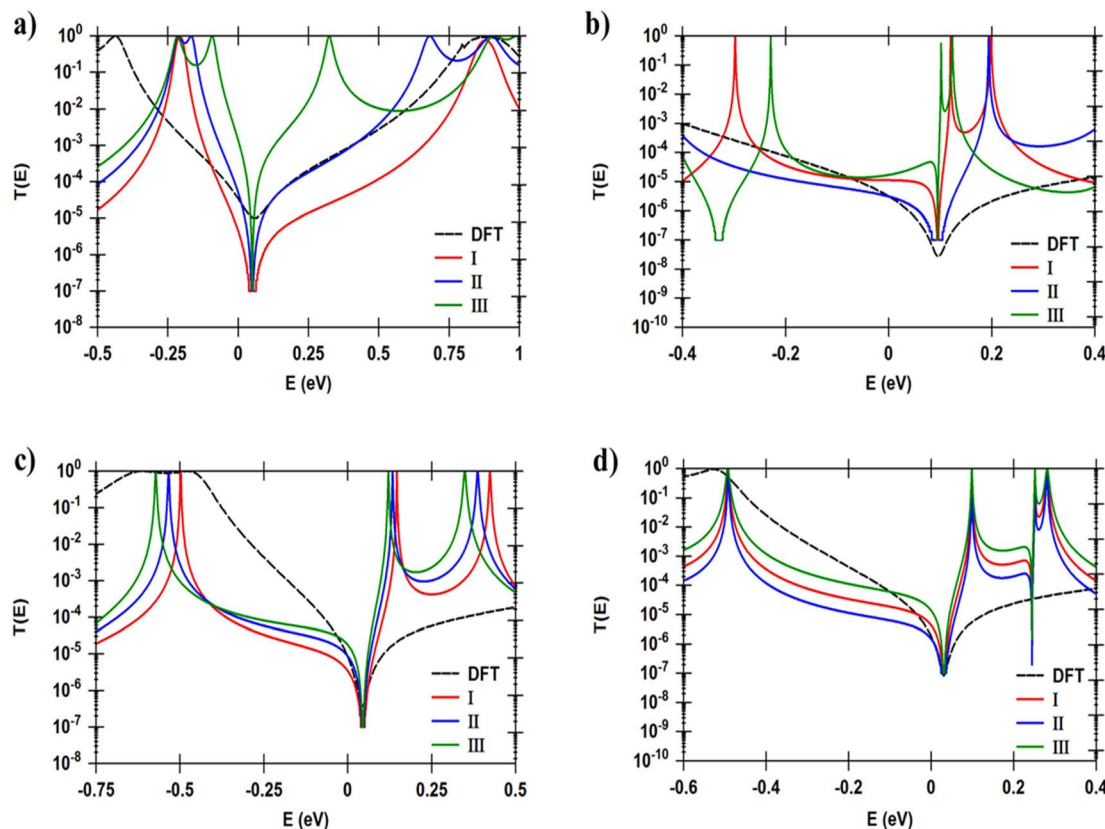 a)
T(E)
10⁰
10⁻¹
10⁻²
10⁻³
10⁻⁴
10⁻⁵
10⁻⁶
10⁻⁷
10⁻⁸
DFT
I
II
III
-0.5 -0.25 0 0.25 0.5 0.75 1
E (eV)
b)
T(E)
10⁰
10⁻¹
10⁻²
10⁻³
10⁻⁴
10⁻⁵
10⁻⁶
10⁻⁷
10⁻⁸
10⁻⁹
10⁻¹⁰
DFT
I
II
III
-0.4 -0.2 0 0.2 0.4
E (eV)
c)
T(E)
10⁰
10⁻¹
10⁻²
10⁻³
10⁻⁴
10⁻⁵
10⁻⁶
10⁻⁷
10⁻⁸
DFT
I
II
III
-0.75 -0.5 -0.25 0 0.25 0.5
E (eV)
d)
T(E)
10⁰
10⁻¹
10⁻²
10⁻³
10⁻⁴
10⁻⁵
10⁻⁶
10⁻⁷
10⁻⁸
10⁻⁹
10⁻¹⁰
DFT
I
II
III
-0.6 -0.4 -0.2 0 0.2 0.4
E (eV)